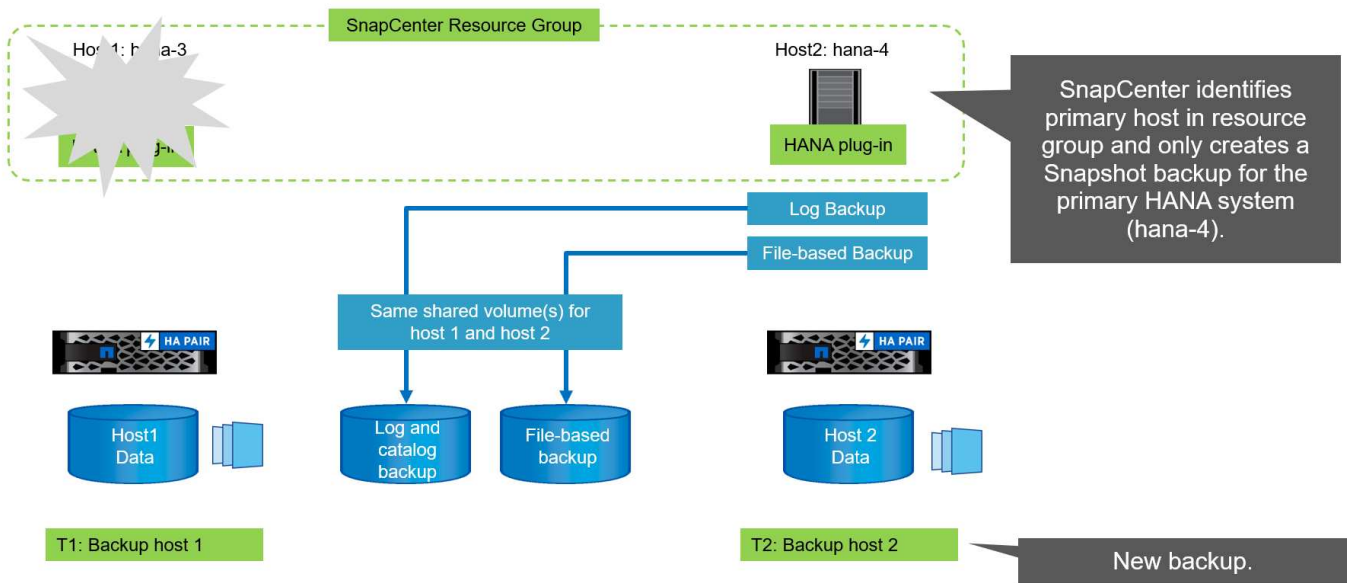 SnapCenter Resource Group
Host1: hana-3
Host2: hana-4
HANA plug-in
SnapCenter identifies
primary host in resource
group and only creates a
Snapshot backup for the
primary HANA system
(hana-4).
Log Backup
File-based Backup
Same shared volume(s) for
host 1 and host 2
HA PAIR
HA PAIR
Host1
Data
Log and
catalog
backup
File-based
backup
Host 2
Data
T1: Backup host 1
T2: Backup host 2
New backup.